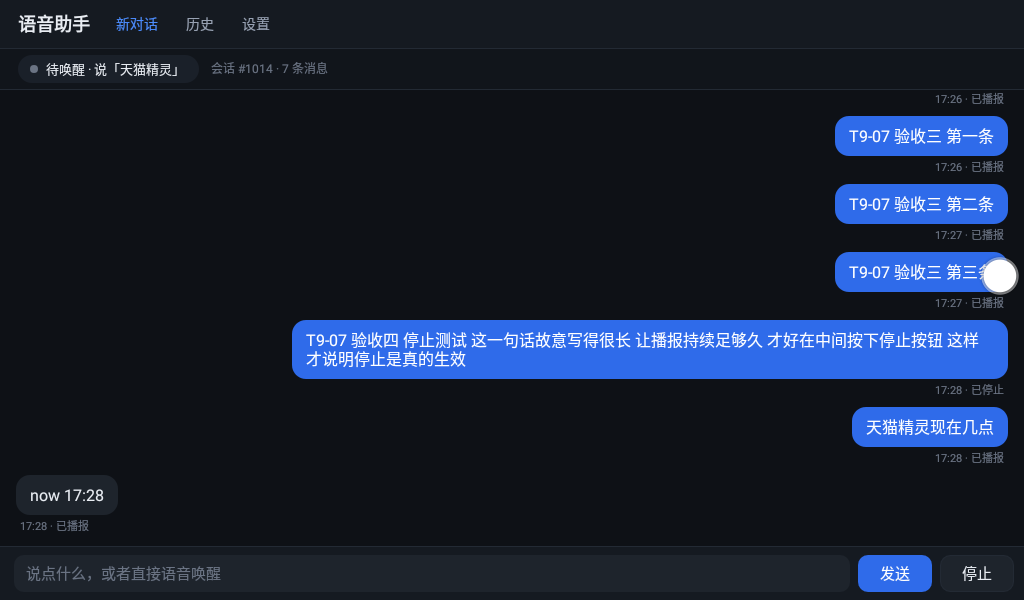 语音助手 新对话 历史 设置
待唤醒 · 说「天猫精灵」 会话 #1014 · 7 条消息
17:26 · 已播报
T9-07 验收三 第一条
17:26 · 已播报
T9-07 验收三 第二条
17:27 · 已播报
T9-07 验收三 第三
17:27 · 已播报
T9-07 验收四 停止测试 这一句话故意写得很长 让播报持续足够久 才好在中间按下停止按钮 这样
才说明停止是真的生效
17:28 · 已停止
天猫精灵现在几点
17:28 · 已播报
now 17:28
17:28 · 已播报
说点什么，或者直接语音唤醒 发送 停止